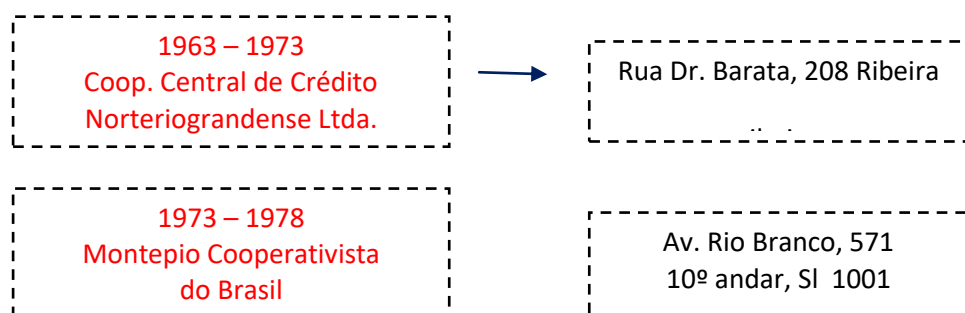 1963 – 1973
Coop. Central de Crédito
Norteriograndense Ltda.
Rua Dr. Barata, 208 Ribeira
1973 – 1978
Montepio Cooperativista
do Brasil
Av. Rio Branco, 571
10º andar, Sl 1001